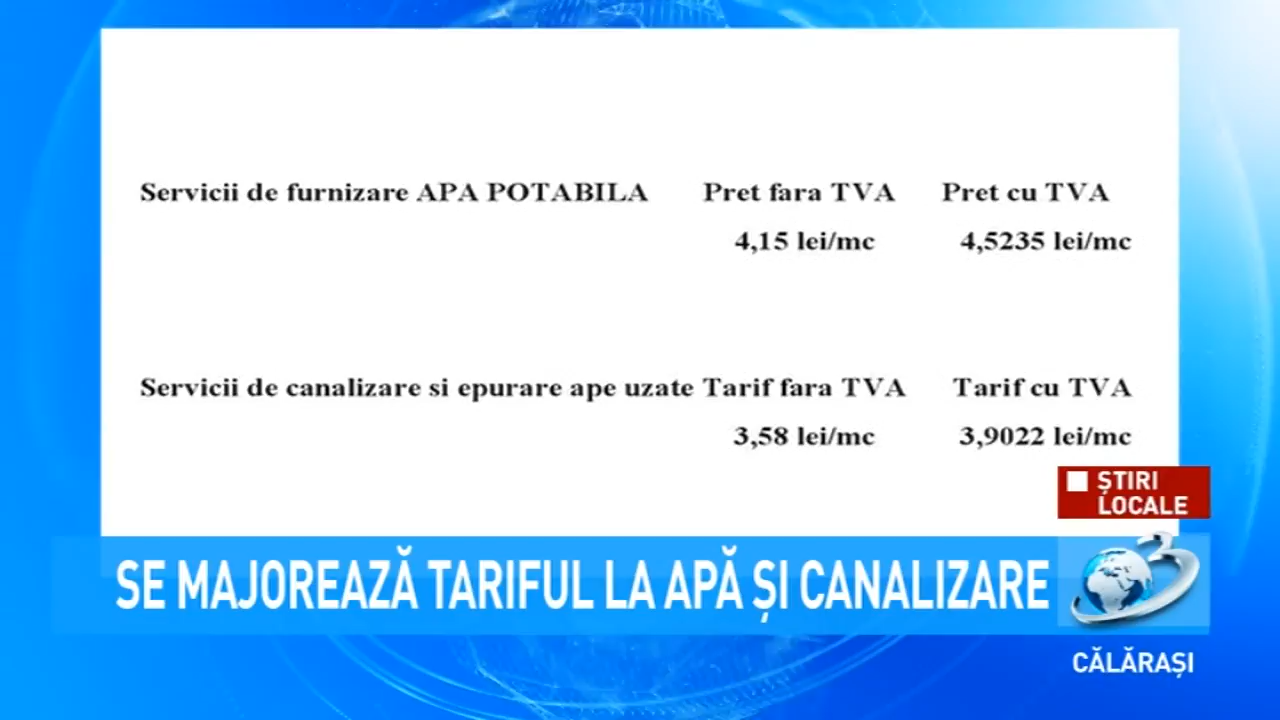 Servicii de furnizare APA POTABILA Pret fara TVA Pret cu TVA
4,15 lei/mc 4,5235 lei/mc
Servicii de canalizare si epurare ape uzate Tarif fara TVA Tarif cu TVA
3,58 lei/mc 3,9022 lei/mc
ȘTIRI
LOCALE
SE MAJOREAZĂ TARIFUL LA APĂ ȘI CANALIZARE
3
CĂLĂRAȘI